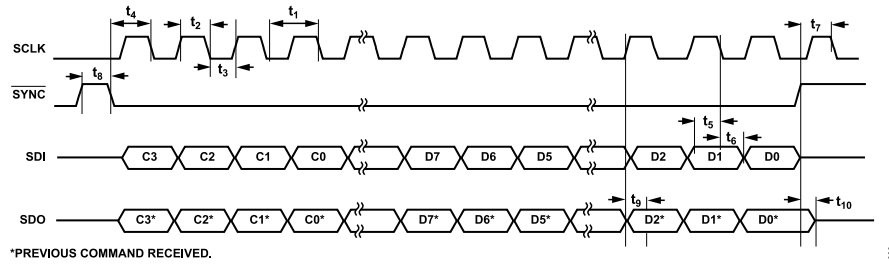 t4 t2 t1 t7
SCLK
t3
t8
SYNC
t5 t6
SDI C3 C2 C1 C0 D7 D6 D5 D2 D1 D0
t9 t10
SDO C3* C2* C1* C0* D7* D6* D5* D2* D1* D0*
*PREVIOUS COMMAND RECEIVED.